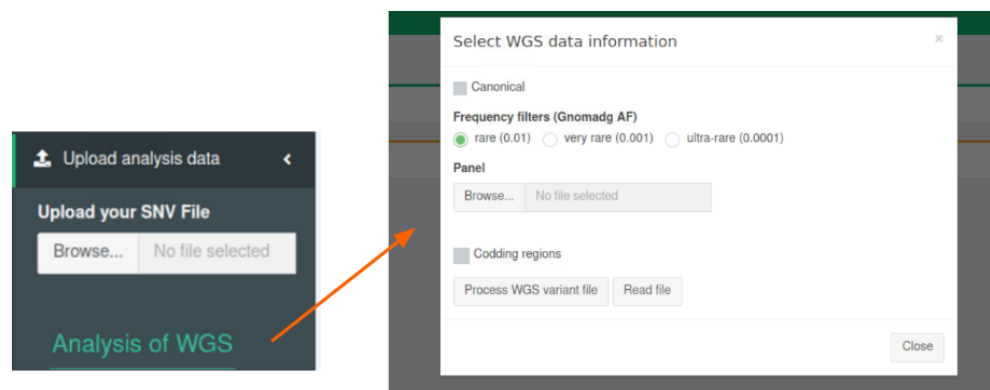 Upload analysis data
Upload your SNV File
Browse... No file selected
Analysis of WGS
Select WGS data information
×
Canonical
Frequency filters (Gnomadg AF)
rare (0.01) very rare (0.001) ultra-rare (0.0001)
Panel
Browse... No file selected
Codding regions
Process WGS variant file Read file
Close